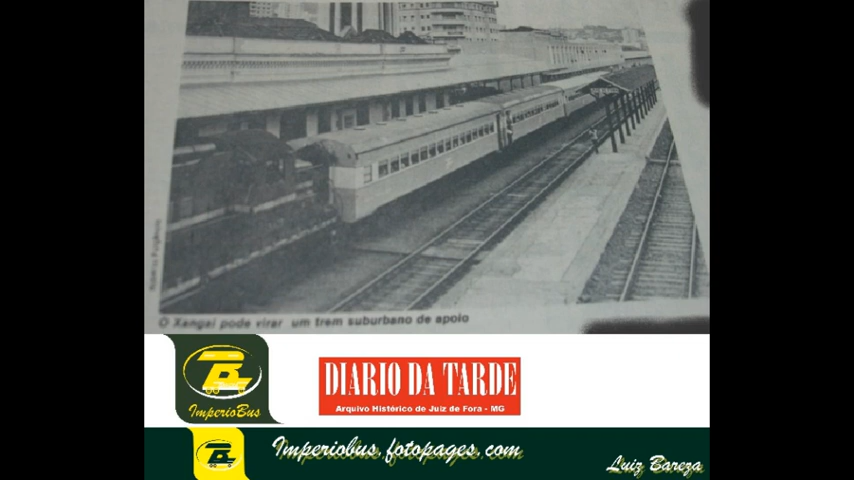 O Xangai pode virar um trem suburbano de apoio
ImperioBus
DIARIO DA TARDE
Arquivo Histórico de Juiz de Fora - MG
Imperiobus.fotopages.com
Luiz Bareza